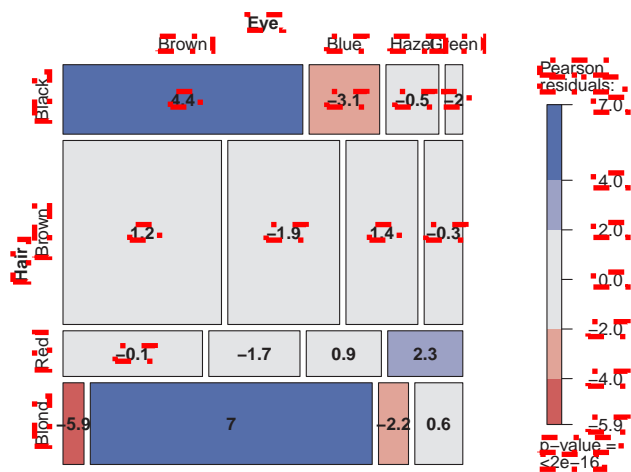 Eye
Brown Blue Hazel Green
Hair
Black
Brown
Red
Blond
4.4 −3.1 −0.5 −2
1.2 −1.9 1.4 −0.3
−0.1 −1.7 0.9 2.3
−5.9 7 −2.2 0.6
Pearson
residuals:
7.0
4.0
2.0
0.0
−2.0
−4.0
−5.9
p−value =
<2e−16